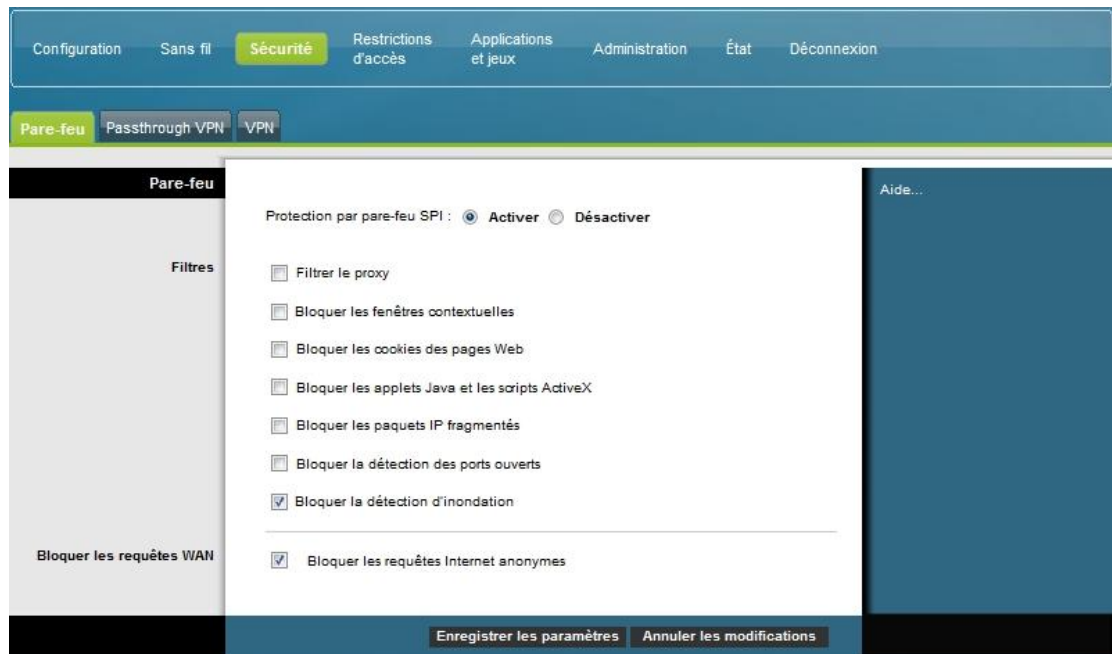 Configuration
Sans fil
Sécurité
Restrictions
d'accès
Applications
et jeux
Administration
État
Déconnexion
Pare-feu
Passthrough VPN
VPN
Pare-feu
Aide...
Protection par pare-feu SPI : Activer Désactiver
Filtres
Filtrer le proxy
Bloquer les fenêtres contextuelles
Bloquer les cookies des pages Web
Bloquer les applets Java et les scripts ActiveX
Bloquer les paquets IP fragmentés
Bloquer la détection des ports ouverts
Bloquer la détection d'inondation
Bloquer les requêtes WAN
Bloquer les requêtes Internet anonymes
Enregistrer les paramètres
Annuler les modifications